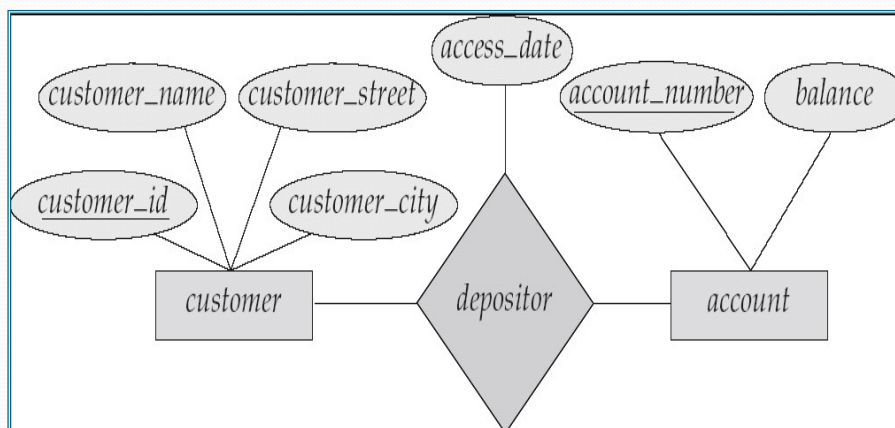 access_date
customer_name
customer_street
account_number
balance
customer_id
customer_city
customer
depositor
account